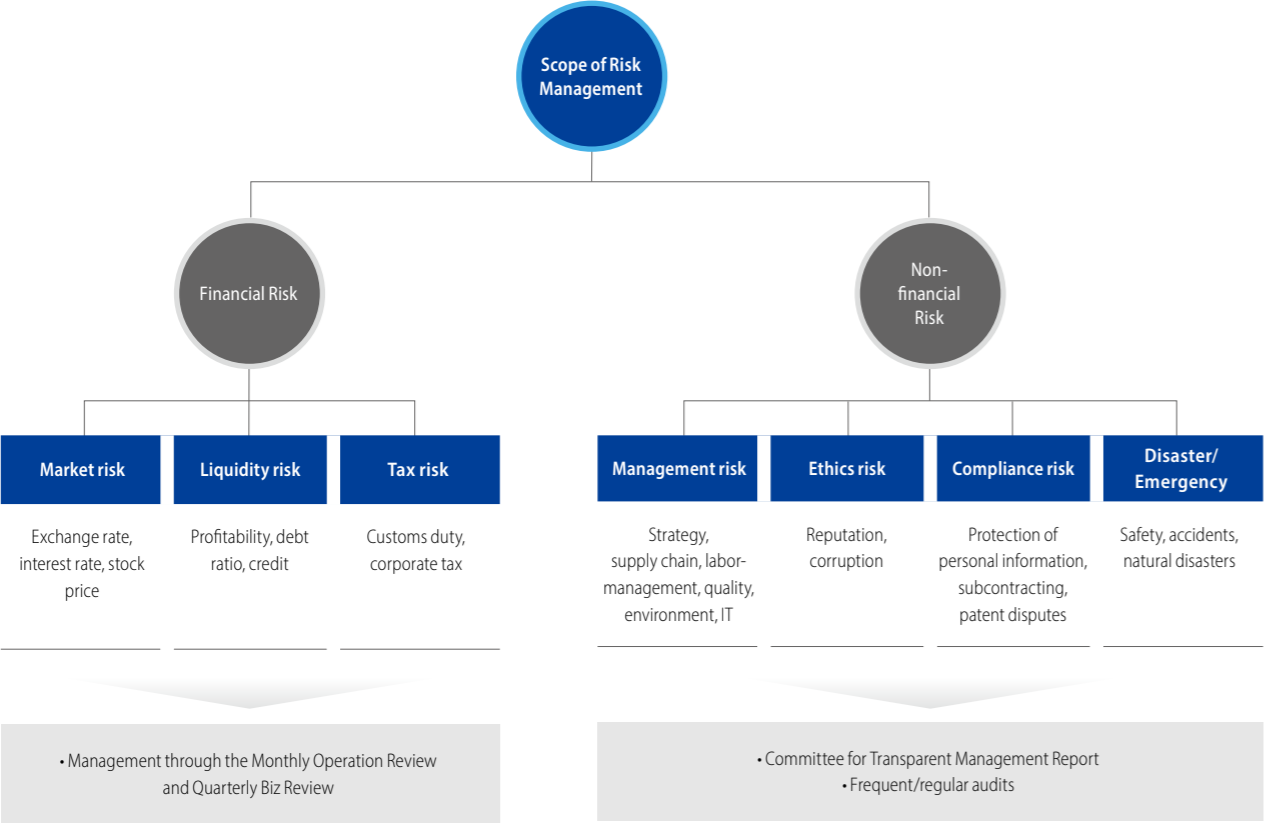 Scope of Risk
Management
Financial Risk
Non-
financial
Risk
Market risk
Liquidity risk
Tax risk
Management risk
Ethics risk
Compliance risk
Disaster/
Emergency
Exchange rate,
interest rate, stock
price
Profitability, debt
ratio, credit
Customs duty,
corporate tax
Strategy,
supply chain, labor-
management, quality,
environment, IT
Reputation,
corruption
Protection of
personal information,
subcontracting,
patent disputes
Safety, accidents,
natural disasters
• Management through the Monthly Operation Review
and Quarterly Biz Review
• Committee for Transparent Management Report
• Frequent/regular audits